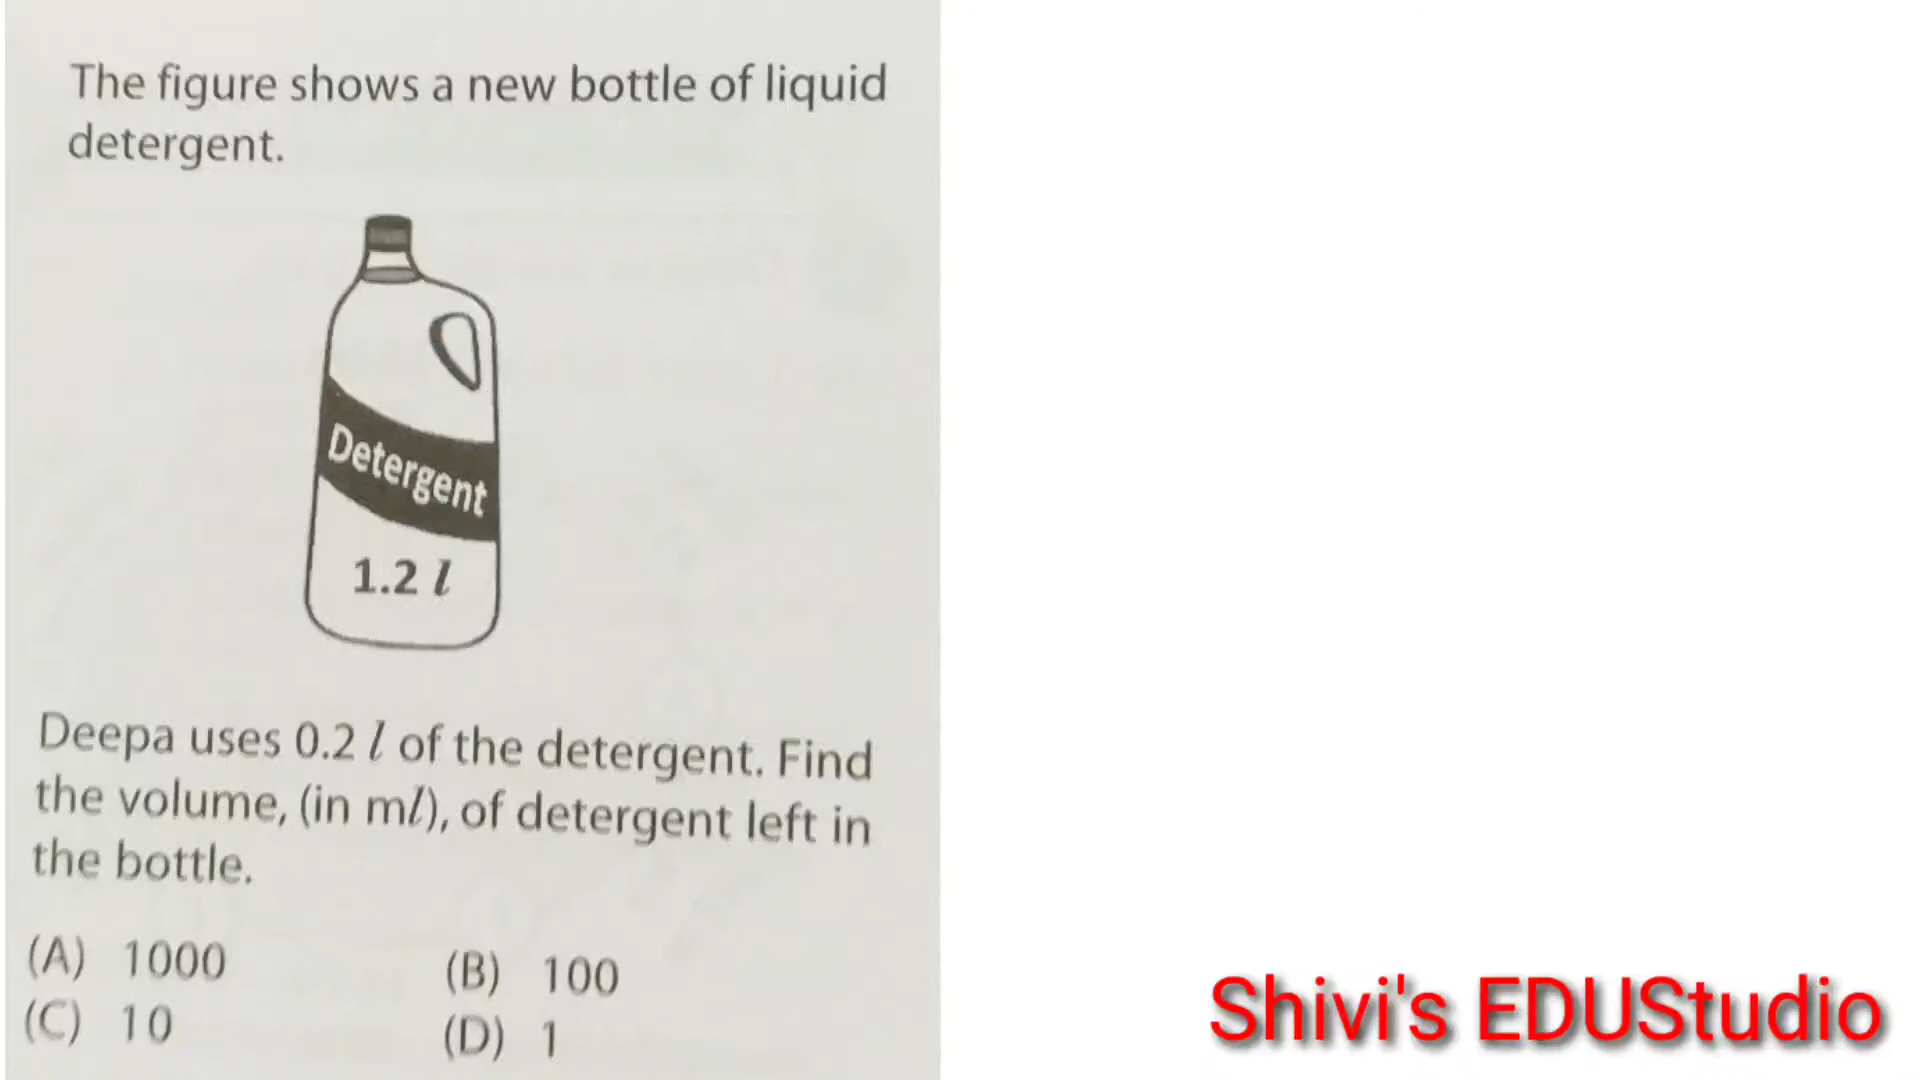 The figure shows a new bottle of liquid
detergent.
Detergent
1.2 l
Deepa uses 0.2 l of the detergent. Find
the volume, (in ml), of detergent left in
the bottle.
(A) 1000 (B) 100
(C) 10 (D) 1
Shivi's EDUStudio